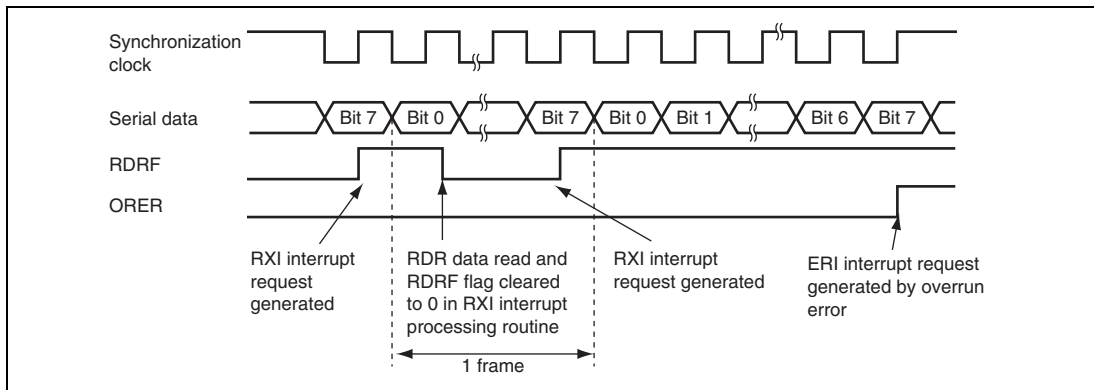 Synchronization
clock
Serial data
Bit 7
Bit 0
Bit 7
Bit 0
Bit 1
Bit 6
Bit 7
RDRF
ORER
RXI interrupt
request
generated
RDR data read and
RDRF flag cleared
to 0 in RXI interrupt
processing routine
RXI interrupt
request generated
ERI interrupt request
generated by overrun
error
1 frame